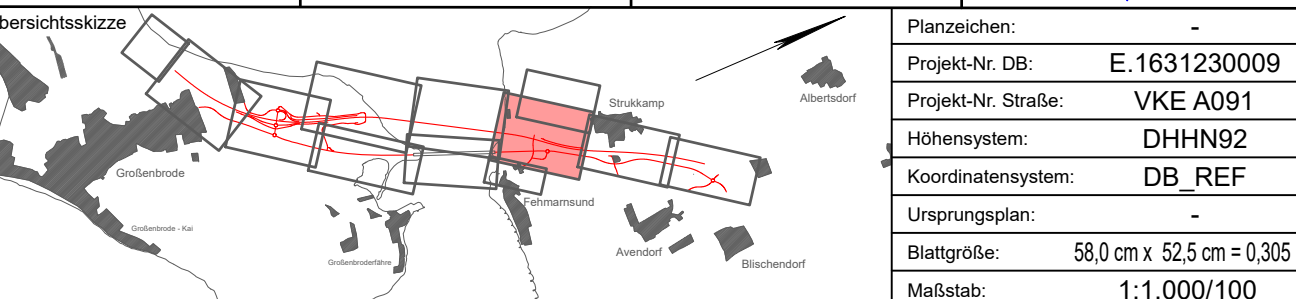 bersichtsskizze
Strukkamp
Albertsdorf
Großenbrode
Fehmarnsund
Großenbrode - Kai
Großenbroderfähre
Avendorf
Blischendorf
Planzeichen: -
Projekt-Nr. DB: E.1631230009
Projekt-Nr. Straße: VKE A091
Höhensystem: DHHN92
Koordinatensystem: DB_REF
Ursprungsplan: -
Blattgröße: 58,0 cm x 52,5 cm = 0,305
Maßstab: 1:1.000/100